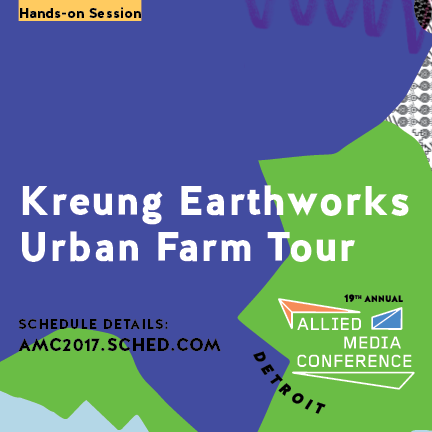 Hands-on Session
Kreung Earthworks
Urban Farm Tour
SCHEDULE DETAILS:
AMC2017.SCHED.COM
19TH ANNUAL
ALLIED
MEDIA
CONFERENCE
DETROIT